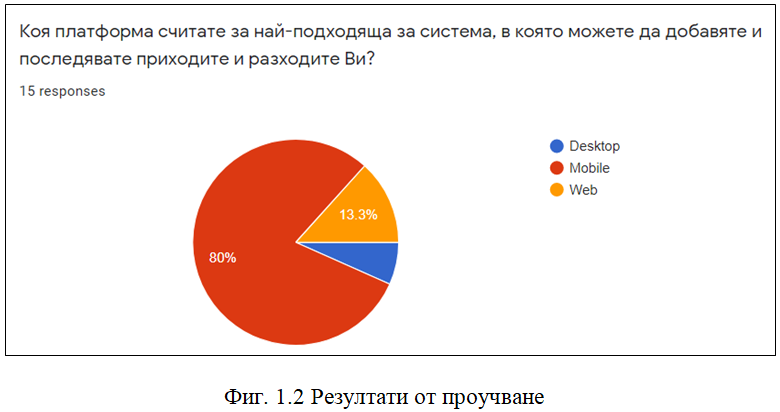 Коя платформа считате за най-подходяща за система, в която можете да добавяте и
последявате приходите и разходите Ви?
15 responses
Desktop
Mobile
Web
13.3%
80%
Фиг. 1.2 Резултати от проучване